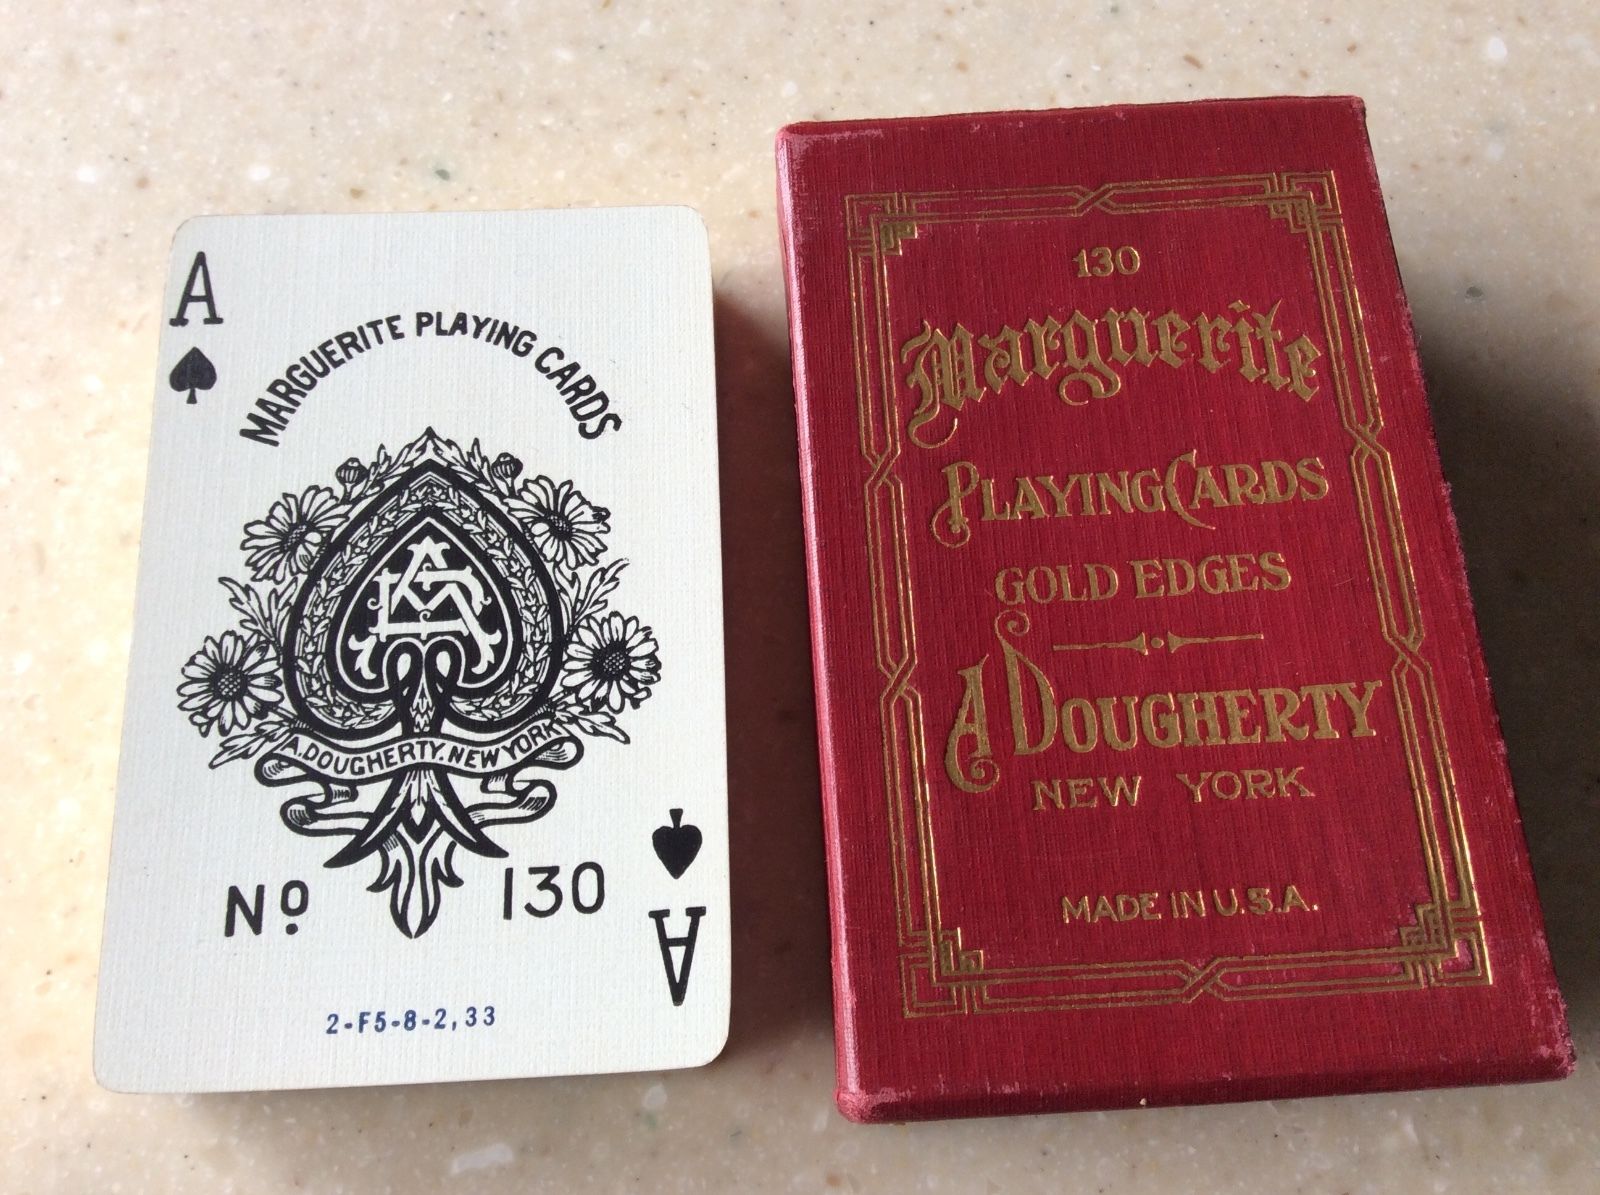 A
MARGUERITE PLAYING CARDS
A. DOUGHERTY. NEW YORK
No 130
A
2-F5-8-2,33
130
Marguerite
PLAYING CARDS
GOLD EDGES
A DOUGHERTY
NEW YORK
MADE IN U.S.A.